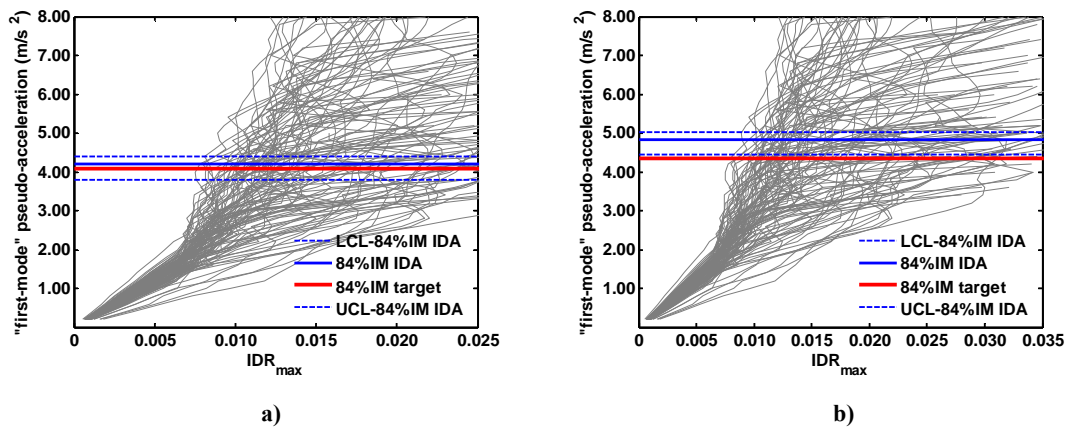 "first-mode" pseudo-acceleration (m/s²)
8.00
7.00
6.00
5.00
4.00
3.00
2.00
1.00
LCL-84%IM IDA
84%IM IDA
84%IM target
UCL-84%IM IDA
0 0.005 0.010 0.015 0.020 0.025
IDRmax
a)
"first-mode" pseudo-acceleration (m/s²)
8.00
7.00
6.00
5.00
4.00
3.00
2.00
1.00
LCL-84%IM IDA
84%IM IDA
84%IM target
UCL-84%IM IDA
0 0.005 0.010 0.015 0.020 0.025 0.030 0.035
IDRmax
b)